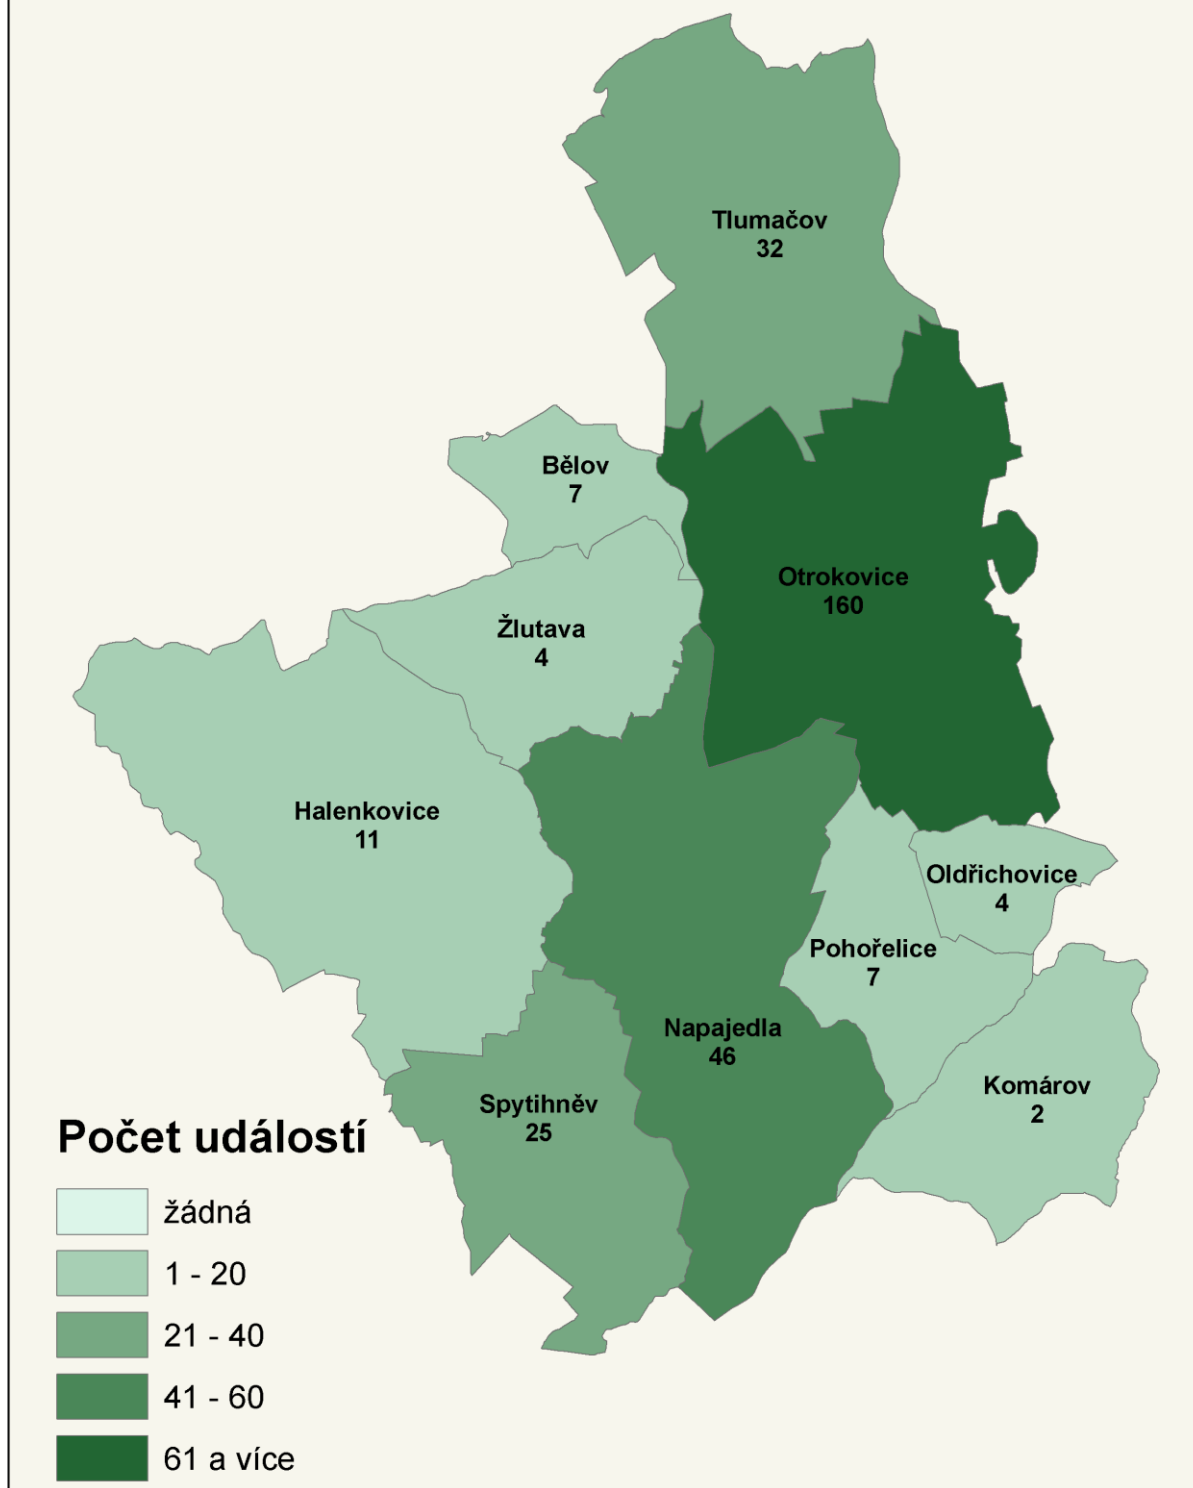 Tlumačov
32
Bělov
7
Otrokovice
160
Žlutava
4
Halenkovice
11
Oldřichovice
4
Pohořelice
7
Napajedla
46
Komárov
2
Spytihněv
25
Počet událostí
žádná
1 - 20
21 - 40
41 - 60
61 a více